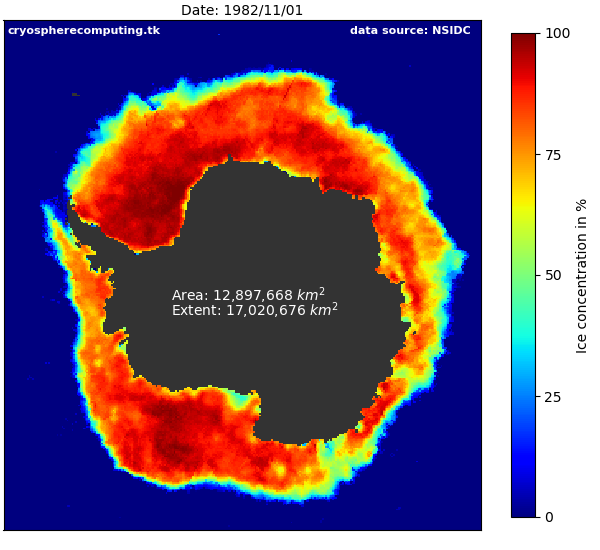 Date: 1982/11/01
cryospherecomputing.tk
data source: NSIDC
Area: 12,897,668 km²
Extent: 17,020,676 km²
100
75
50
25
0
Ice concentration in %